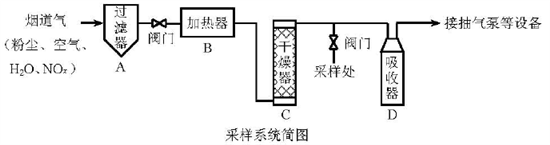 烟道气
(粉尘、空气、
H₂O、NOₓ)
过滤器
A
阀门
加热器
B
干燥器
C
阀门
采样处
吸收器
D
接抽气泵等设备
采样系统简图